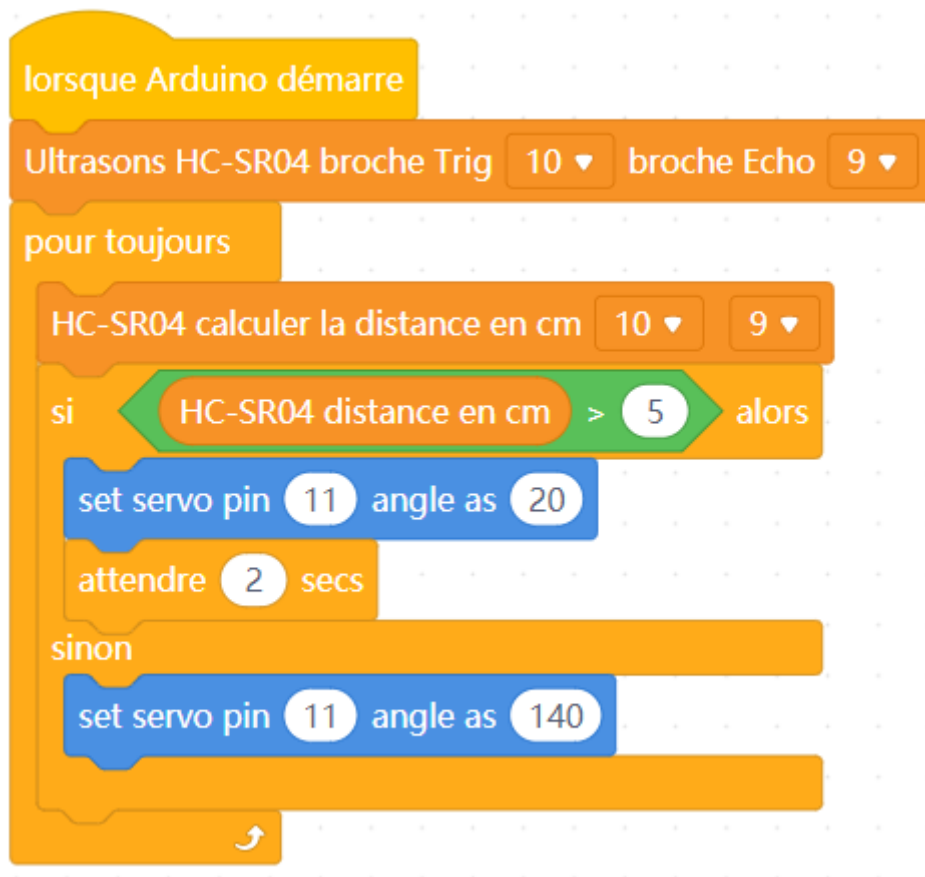 lorsque Arduino démarre
Ultrasons HC-SR04 broche Trig 10 broche Echo 9
pour toujours
HC-SR04 calculer la distance en cm 10 9
si HC-SR04 distance en cm > 5 alors
set servo pin 11 angle as 20
attendre 2 secs
sinon
set servo pin 11 angle as 140